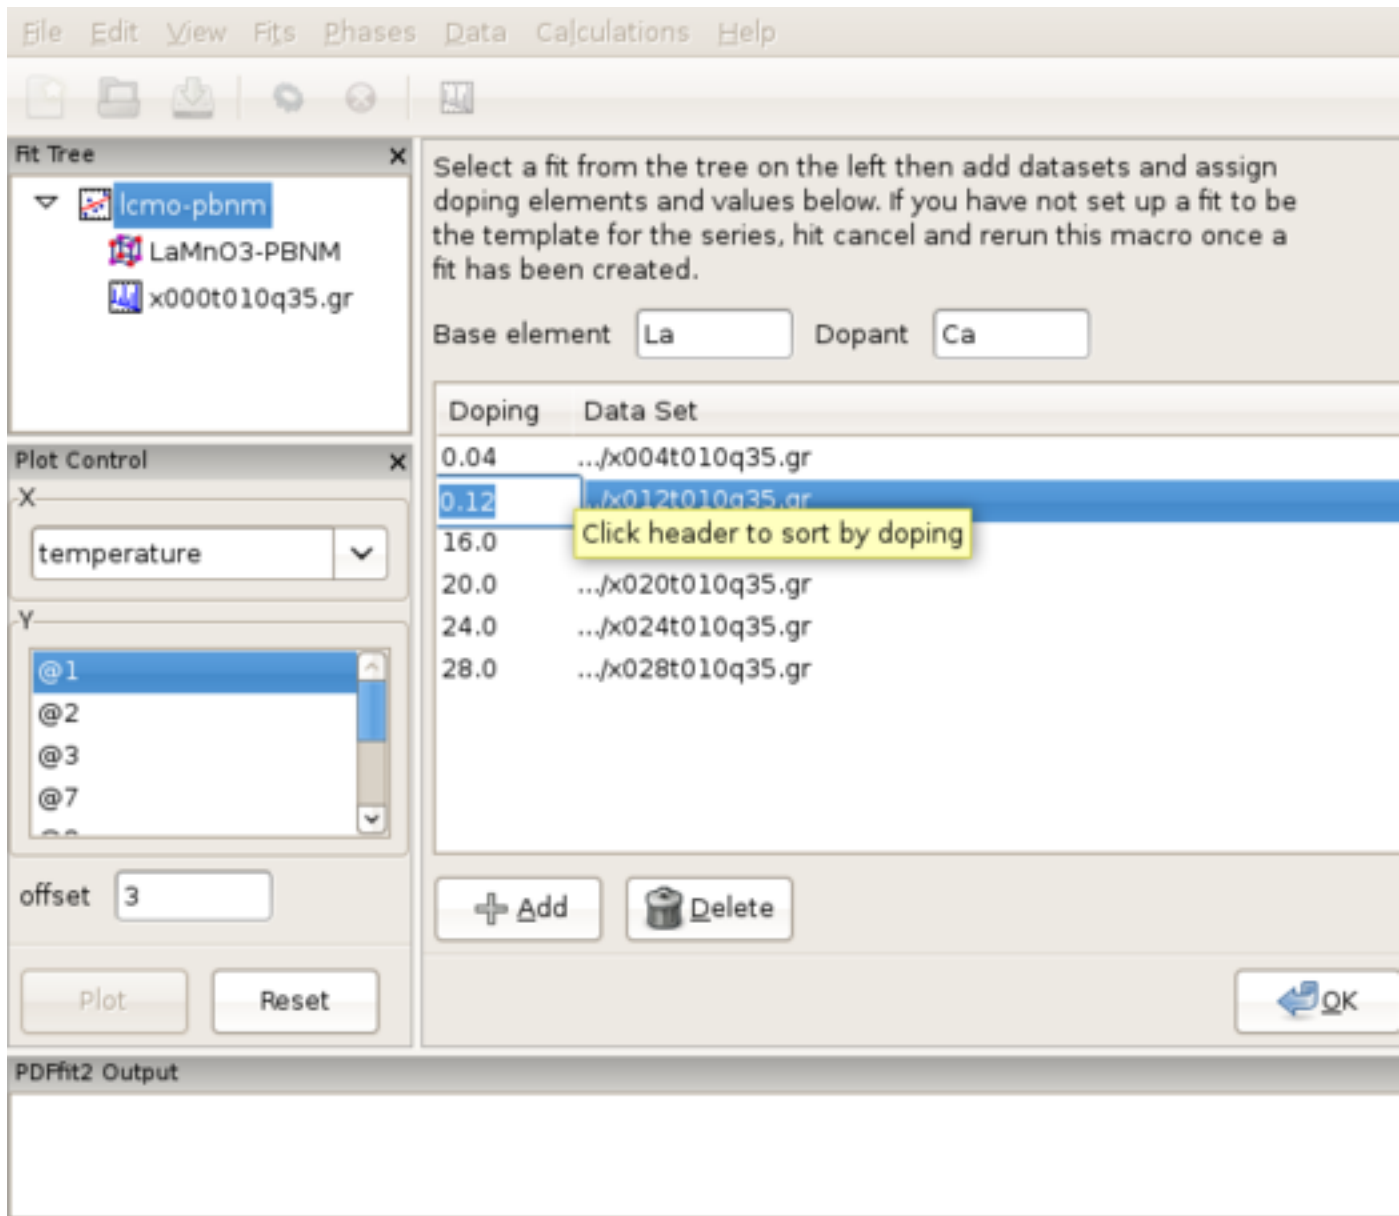 File Edit View Fits Phases Data Calculations Help
Fit Tree
lcmo-pbnm
LaMnO3-PBNM
x000t010q35.gr
Plot Control
X
temperature
Y
@1
@2
@3
@7
offset 3
Plot Reset
Select a fit from the tree on the left then add datasets and assign
doping elements and values below. If you have not set up a fit to be
the template for the series, hit cancel and rerun this macro once a
fit has been created.
Base element La Dopant Ca
Doping Data Set
0.04 .../x004t010q35.gr
0.12 .../x012t010q35.gr
Click header to sort by doping
16.0
20.0 .../x020t010q35.gr
24.0 .../x024t010q35.gr
28.0 .../x028t010q35.gr
Add Delete
OK
PDFfit2 Output